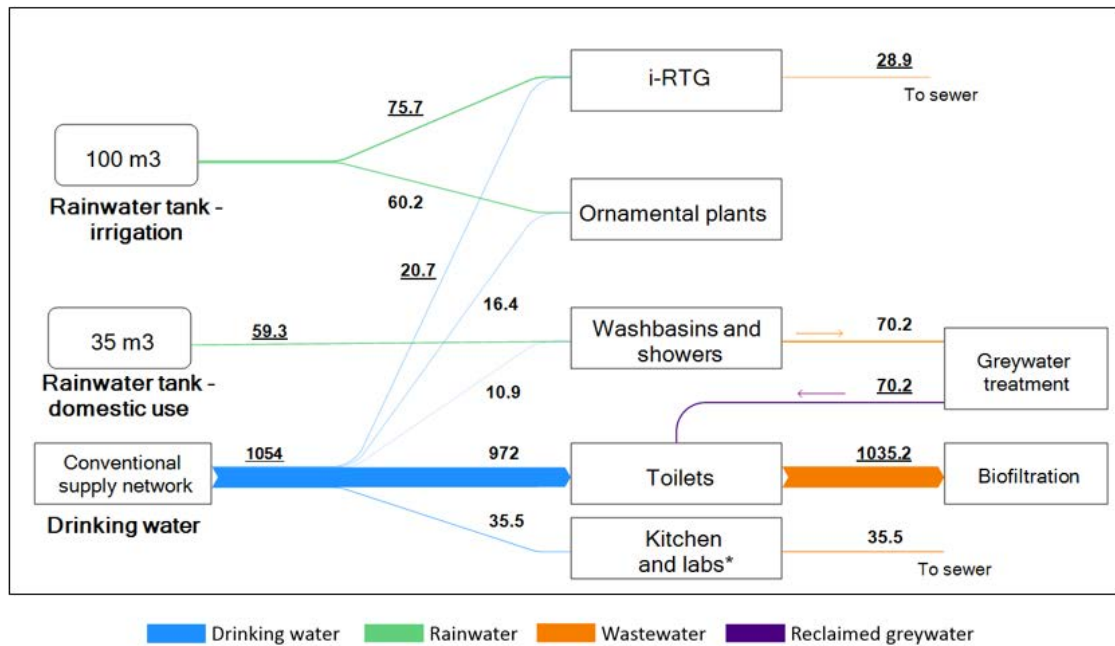 28.9
i-RTG
75.7
To sewer
100 m3
60.2
Rainwater tank -
irrigation
Ornamental plants
20.7
16.4
59.3
35 m3
Washbasins and
showers
70.2
Greywater
treatment
Rainwater tank -
domestic use
10.9
70.2
1054
972
1035.2
Conventional
supply network
Toilets
Biofiltration
Drinking water
35.5
Kitchen
and labs*
35.5
To sewer
Drinking water
Rainwater
Wastewater
Reclaimed greywater